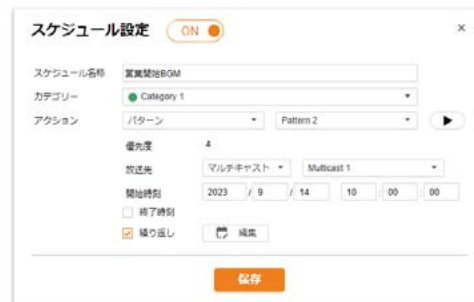 スケジュール設定 ON ×
スケジュール名称 営業開始BGM
カテゴリー Category 1
アクション パターン Pattern 2
優先度 4
放送先 マルチキャスト Multicast 1
開始時刻 2023 / 9 / 14 10 : 00 : 00
終了時刻
繰り返し 編集
保存